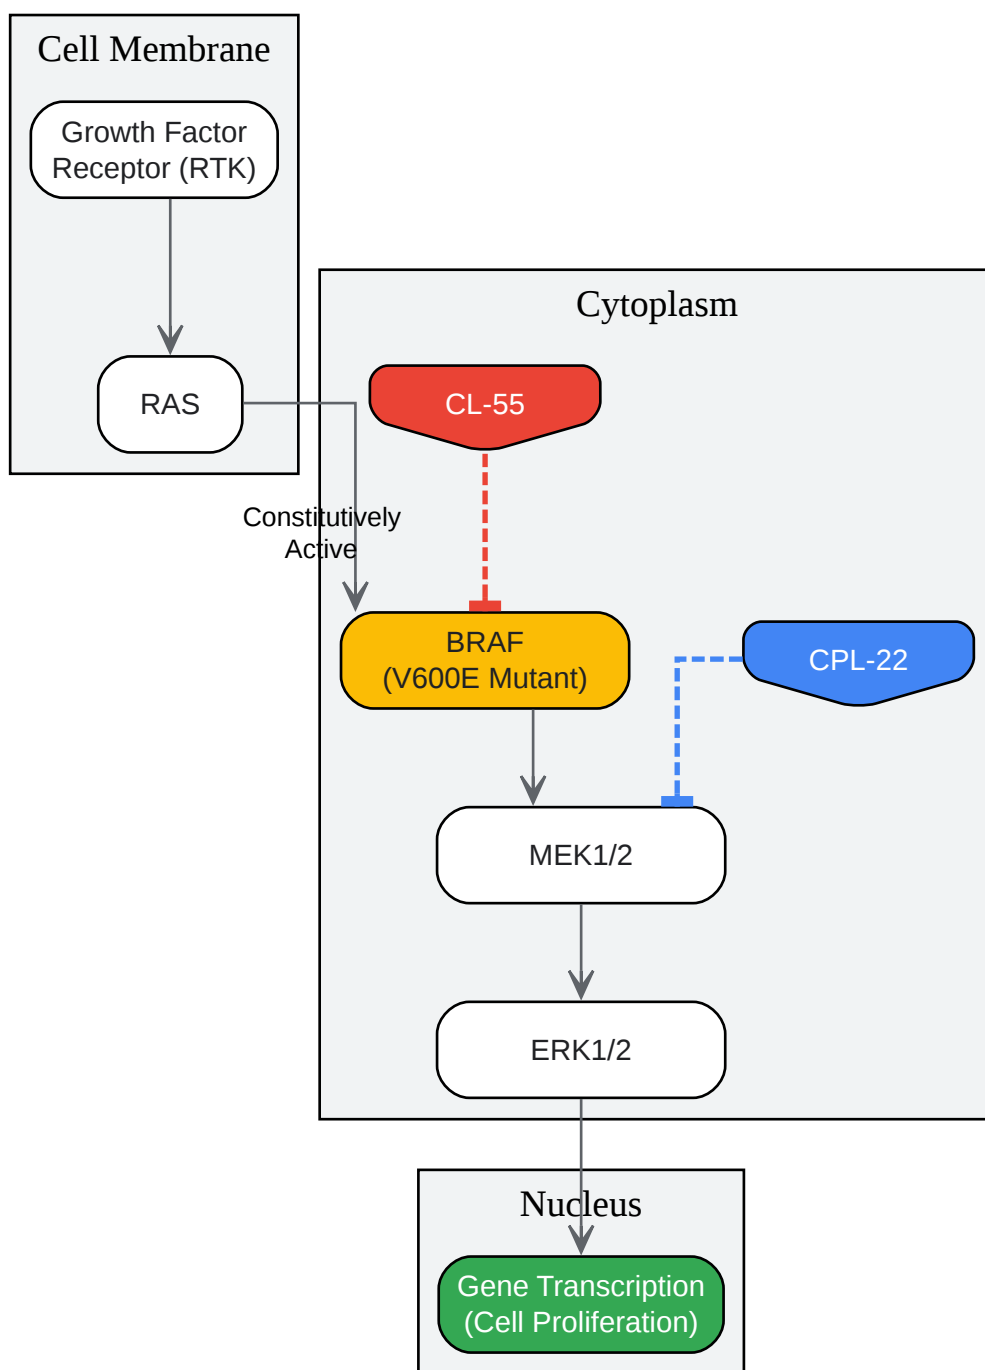 Cell Membrane
Growth Factor
Receptor (RTK)
RAS
Cytoplasm
CL-55
Constitutively
Active
BRAF
(V600E Mutant)
CPL-22
MEK1/2
ERK1/2
Nucleus
Gene Transcription
(Cell Proliferation)